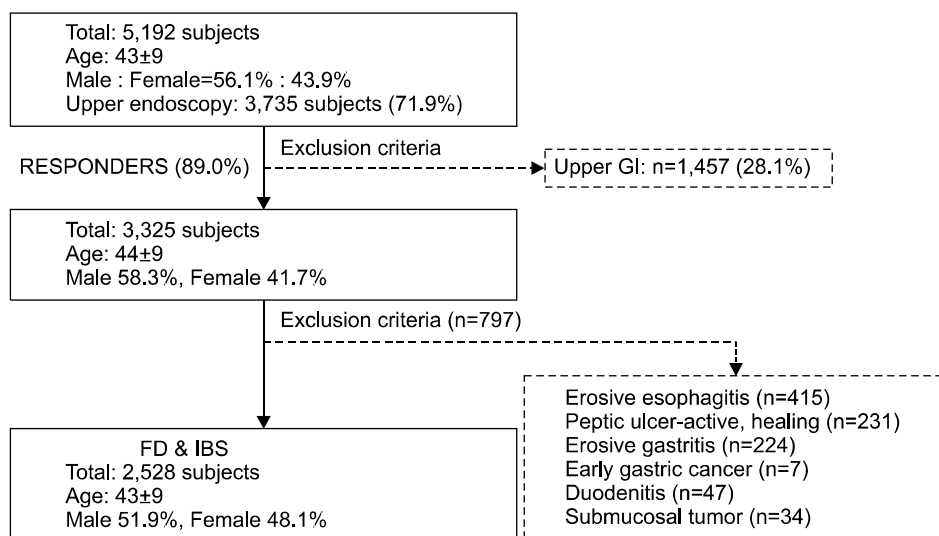 Total: 5,192 subjects
Age: 43±9
Male : Female=56.1% : 43.9%
Upper endoscopy: 3,735 subjects (71.9%)
RESPONDERS (89.0%)
Exclusion criteria
Upper GI: n=1,457 (28.1%)
Total: 3,325 subjects
Age: 44±9
Male 58.3%, Female 41.7%
Exclusion criteria (n=797)
Erosive esophagitis (n=415)
Peptic ulcer-active, healing (n=231)
Erosive gastritis (n=224)
Early gastric cancer (n=7)
Duodenitis (n=47)
Submucosal tumor (n=34)
FD & IBS
Total: 2,528 subjects
Age: 43±9
Male 51.9%, Female 48.1%